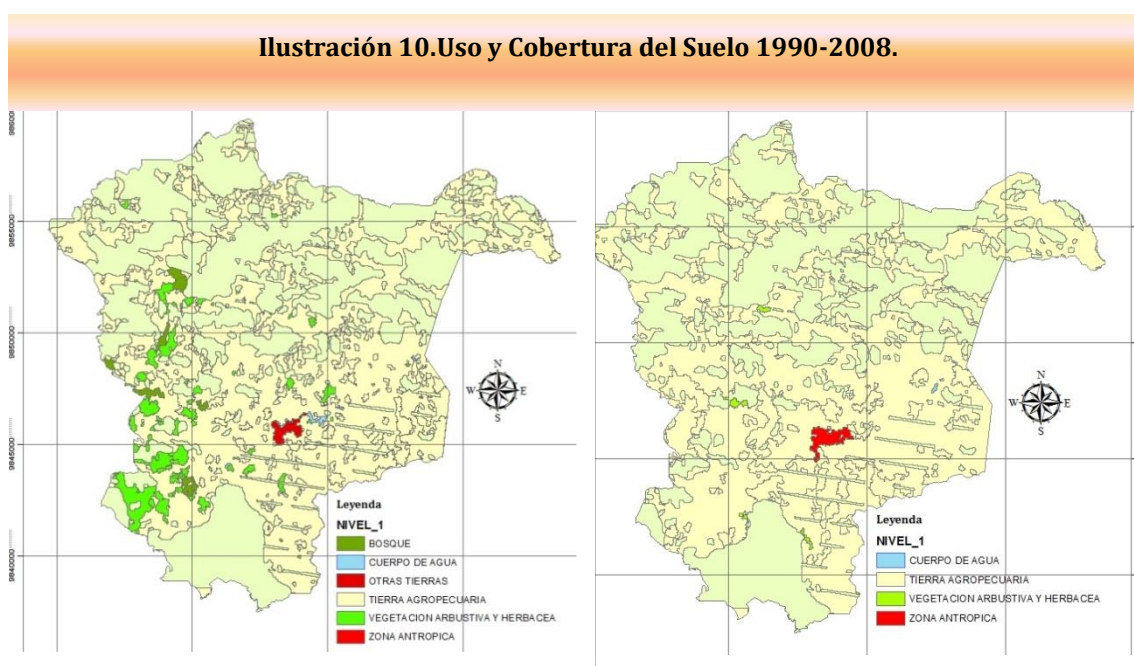 Ilustración 10.Uso y Cobertura del Suelo 1990-2008.
9855000
9850000
9845000
9840000
N
W E
S
Leyenda
NIVEL_1
BOSQUE
CUERPO DE AGUA
OTRAS TIERRAS
TIERRA AGROPECUARIA
VEGETACION ARBUSTIVA Y HERBACEA
ZONA ANTROPICA
N
W E
S
Leyenda
NIVEL_1
CUERPO DE AGUA
TIERRA AGROPECUARIA
VEGETACION ARBUSTIVA Y HERBACEA
ZONA ANTROPICA